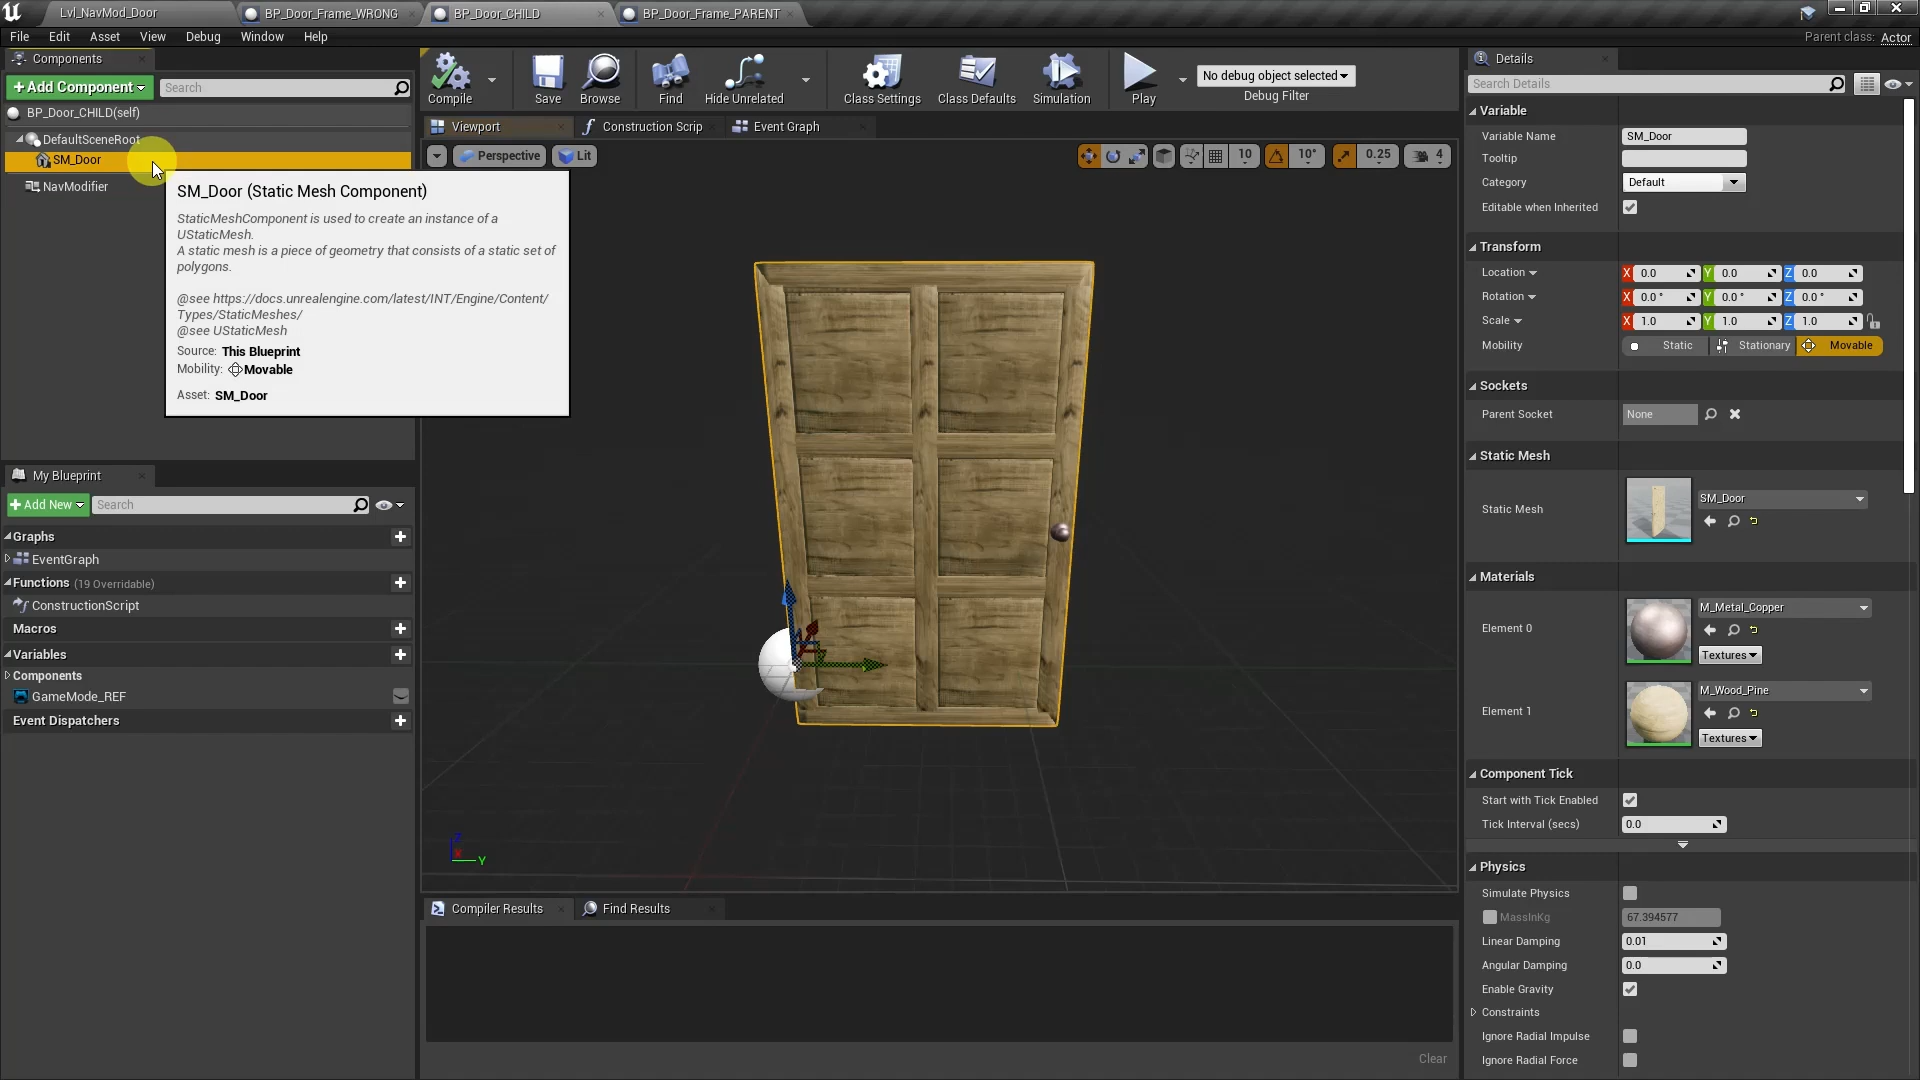 Lvl_NavMod_Door
BP_Door_Frame_WRONG
BP_Door_CHILD
BP_Door_Frame_PARENT
File Edit Asset View Debug Window Help
Parent class: Actor
Components
+Add Component
Search
BP_Door_CHILD(self)
DefaultSceneRoot
SM_Door
NavModifier
SM_Door (Static Mesh Component)
StaticMeshComponent is used to create an instance of a
UStaticMesh.
A static mesh is a piece of geometry that consists of a static set of
polygons.
@see https://docs.unrealengine.com/latest/INT/Engine/Content/
Types/StaticMeshes/
@see UStaticMesh
Source: This Blueprint
Mobility: Movable
Asset: SM_Door
My Blueprint
+Add New
Search
Graphs
EventGraph
Functions (19 Overridable)
ConstructionScript
Macros
Variables
Components
GameMode_REF
Event Dispatchers
Compile
Save
Browse
Find
Hide Unrelated
Class Settings
Class Defaults
Simulation
Play
No debug object selected
Debug Filter
Viewport
Construction Scrip
Event Graph
Perspective
Lit
10
10°
0.25
4
Z
X
Y
Compiler Results
Find Results
Clear
Details
Search Details
Variable
Variable Name SM_Door
Tooltip
Category Default
Editable when Inherited
Transform
Location X 0.0 Y 0.0 Z 0.0
Rotation X 0.0 ° Y 0.0 ° Z 0.0 °
Scale X 1.0 Y 1.0 Z 1.0
Mobility Static Stationary Movable
Sockets
Parent Socket None
Static Mesh
Static Mesh SM_Door
Materials
Element 0 M_Metal_Copper
Textures
Element 1 M_Wood_Pine
Textures
Component Tick
Start with Tick Enabled
Tick Interval (secs) 0.0
Physics
Simulate Physics
MassInKg 67.394577
Linear Damping 0.01
Angular Damping 0.0
Enable Gravity
Constraints
Ignore Radial Impulse
Ignore Radial Force